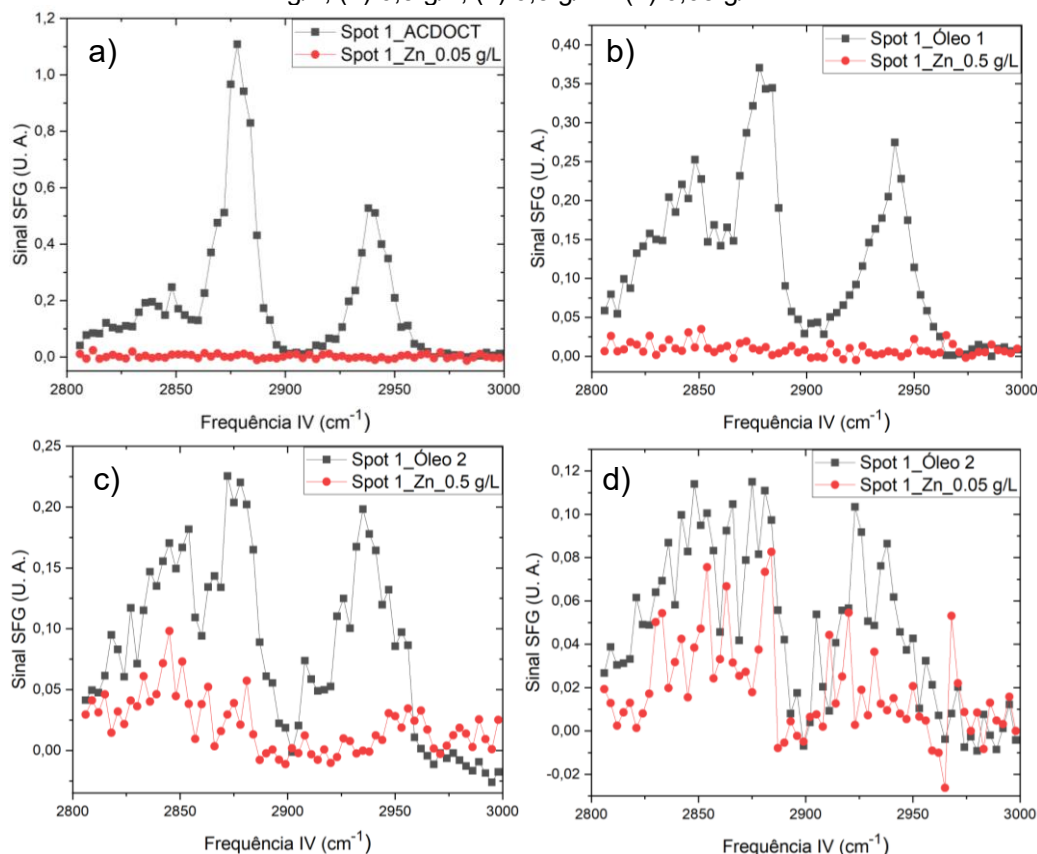 a)
Spot 1_ACDOCT
Spot 1_Zn_0.05 g/L
Sinal SFG (U. A.)
1,2
1,0
0,8
0,6
0,4
0,2
0,0
2800
2850
2900
2950
3000
Frequência IV (cm⁻¹)
b)
Spot 1_Óleo 1
Spot 1_Zn_0.5 g/L
Sinal SFG (U. A.)
0,40
0,35
0,30
0,25
0,20
0,15
0,10
0,05
0,00
2800
2850
2900
2950
3000
Frequência IV (cm⁻¹)
c)
Spot 1_Óleo 2
Spot 1_Zn_0.5 g/L
Sinal SFG (U. A.)
0,25
0,20
0,15
0,10
0,05
0,00
2800
2850
2900
2950
3000
Frequência IV (cm⁻¹)
d)
Spot 1_Óleo 2
Spot 1_Zn_0.05 g/L
Sinal SFG (U. A.)
0,12
0,10
0,08
0,06
0,04
0,02
0,00
-0,02
2800
2850
2900
2950
3000
Frequência IV (cm⁻¹)